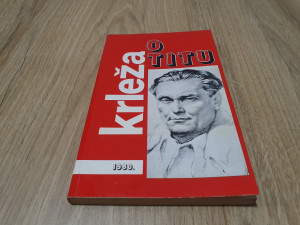 krleža
O
TITU
1980.